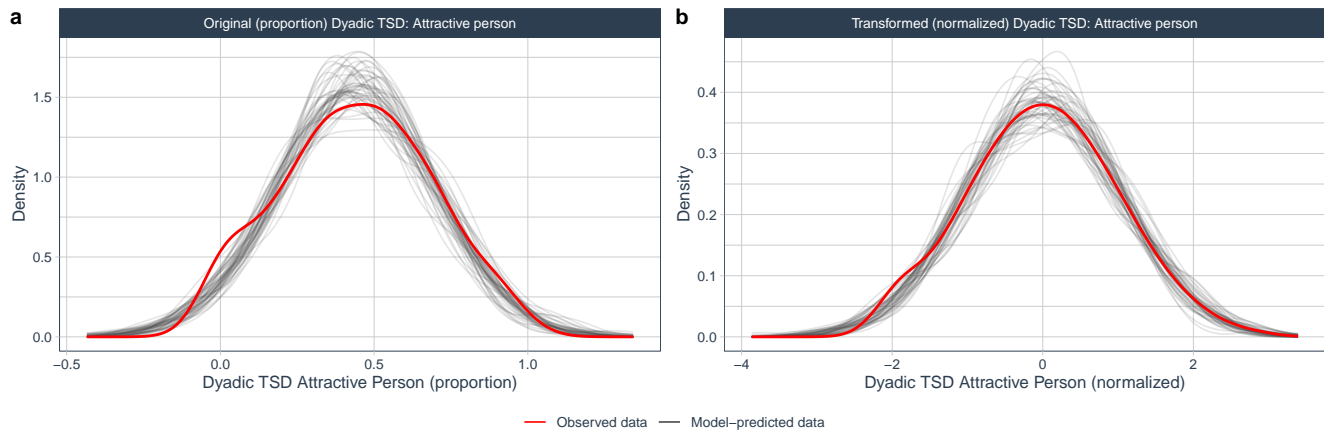 a
Original (proportion) Dyadic TSD: Attractive person
Density
1.5
1.0
0.5
0.0
−0.5
0.0
0.5
1.0
Dyadic TSD Attractive Person (proportion)
b
Transformed (normalized) Dyadic TSD: Attractive person
Density
0.4
0.3
0.2
0.1
0.0
−4
−2
0
2
Dyadic TSD Attractive Person (normalized)
Observed data
Model−predicted data